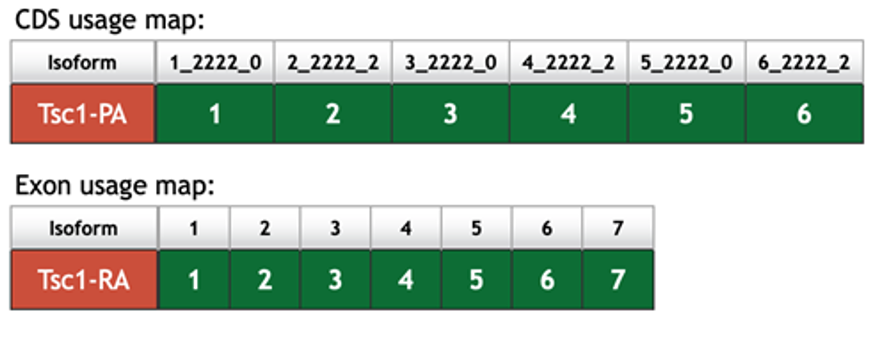 CDS usage map:
Isoform 1_2222_0 2_2222_2 3_2222_0 4_2222_2 5_2222_0 6_2222_2
Tsc1-PA 1 2 3 4 5 6
Exon usage map:
Isoform 1 2 3 4 5 6 7
Tsc1-RA 1 2 3 4 5 6 7